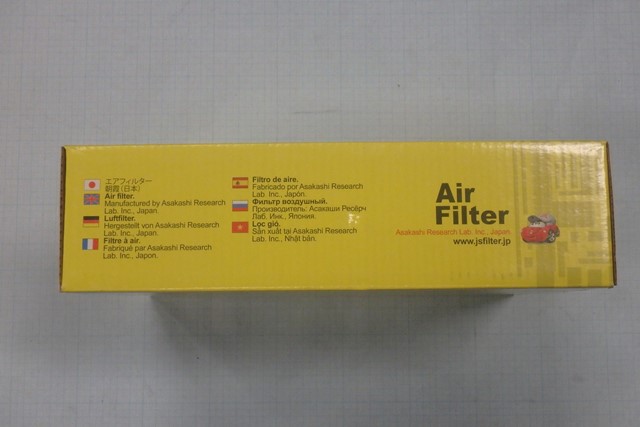 エアフィルター
朝霞(日本)
Air filter.
Manufactured by Asakashi Research
Lab. Inc., Japan.
Luftfilter.
Hergestellt von Asakashi Research
Lab. Inc., Japan.
Filtre à air.
Fabriqué par Asakashi Research
Lab. Inc., Japon.
Filtro de aire.
Fabricado por Asakashi Research
Lab. Inc., Japón.
Фильтр воздушный.
Производитель: Асакаши Ресёрч
Лаб. Инк., Япония.
Lọc gió.
Sản xuất tại Asakashi Research
Lab. Inc., Nhật bản.
Air
Filter
Asakashi Research Lab. Inc., Japan.
www.jsfilter.jp